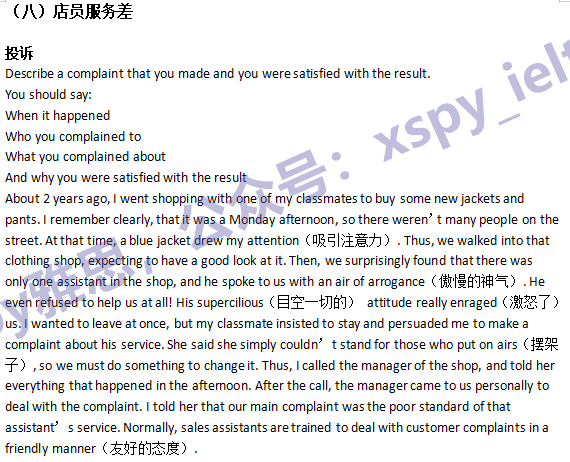 （八）店员服务差
投诉
Describe a complaint that you made and you were satisfied with the result.
You should say:
When it happened
Who you complained to
What you complained about
And why you were satisfied with the result
About 2 years ago, I went shopping with one of my classmates to buy some new jackets and
pants. I remember clearly, that it was a Monday afternoon, so there weren’t many people on the
street. At that time, a blue jacket drew my attention（吸引注意力）. Thus, we walked into that
clothing shop, expecting to have a good look at it. Then, we surprisingly found that there was
only one assistant in the shop, and he spoke to us with an air of arrogance（傲慢的神气）. He
even refused to help us at all! His supercilious（目空一切的） attitude really enraged（激怒了）
us. I wanted to leave at once, but my classmate insisted to stay and persuaded me to make a
complaint about his service. She said she simply couldn’t stand for those who put on airs（摆架
子）, so we must do something to change it. Thus, I called the manager of the shop, and told her
everything that happened in the afternoon. After the call, the manager came to us personally to
deal with the complaint. I told her that our main complaint was the poor standard of that
assistant’s service. Normally, sales assistants are trained to deal with customer complaints in a
friendly manner（友好的态度）.
py雅思，公众号：xspy_ielt